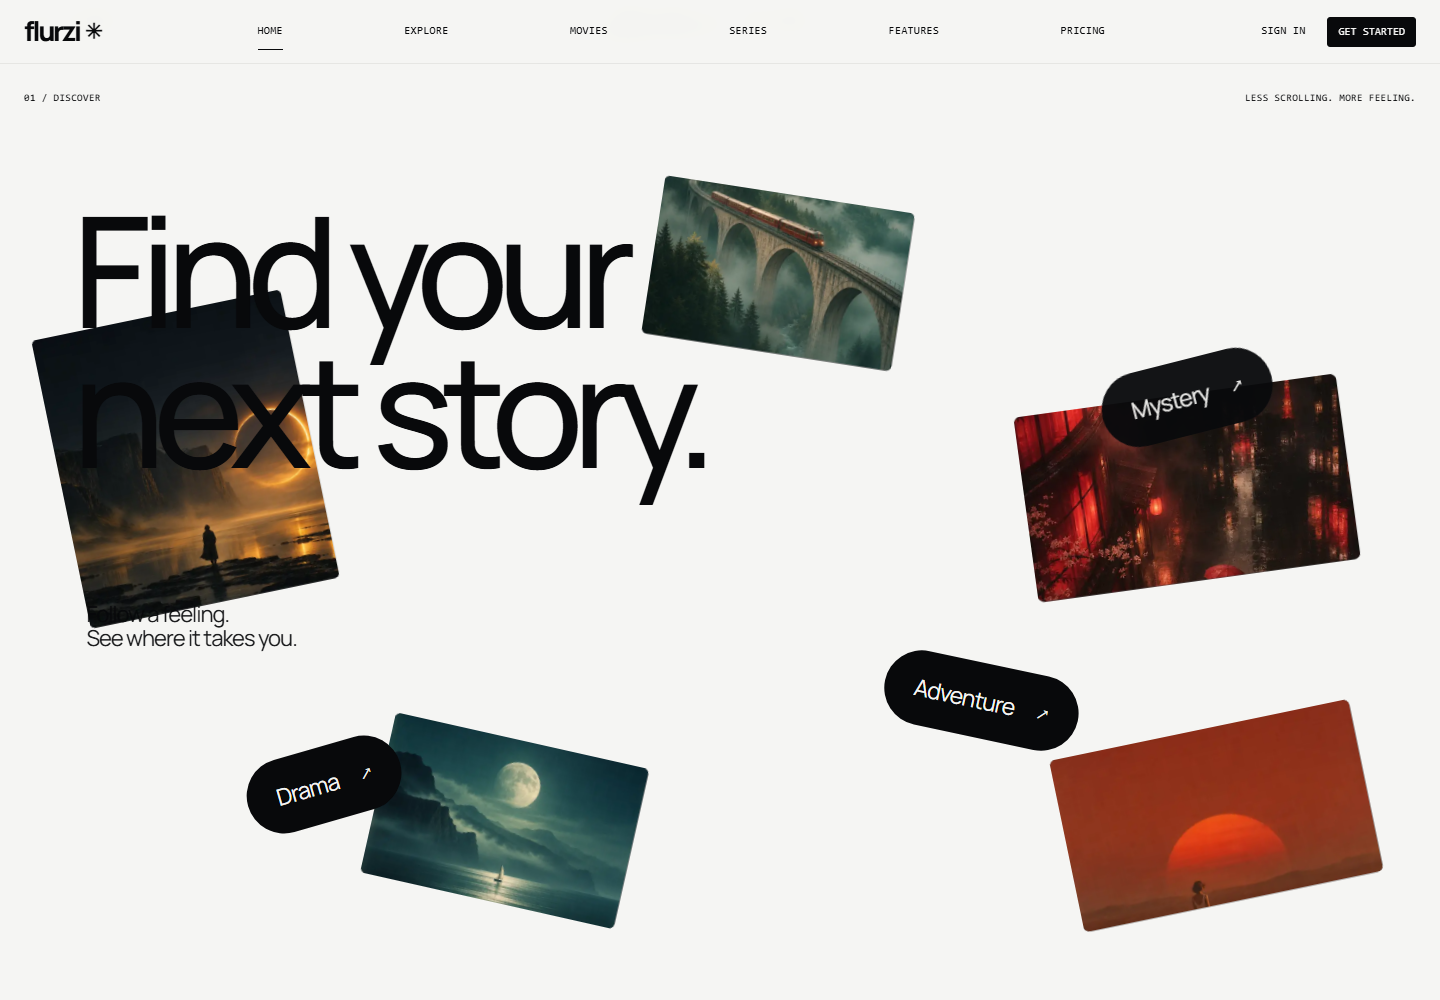 flurzi
HOME
EXPLORE
MOVIES
SERIES
FEATURES
PRICING
SIGN IN
GET STARTED
01 / DISCOVER
LESS SCROLLING. MORE FEELING.
Find your
next story.
Mystery ↗
Follow a feeling.
See where it takes you.
Adventure ↗
Drama ↗